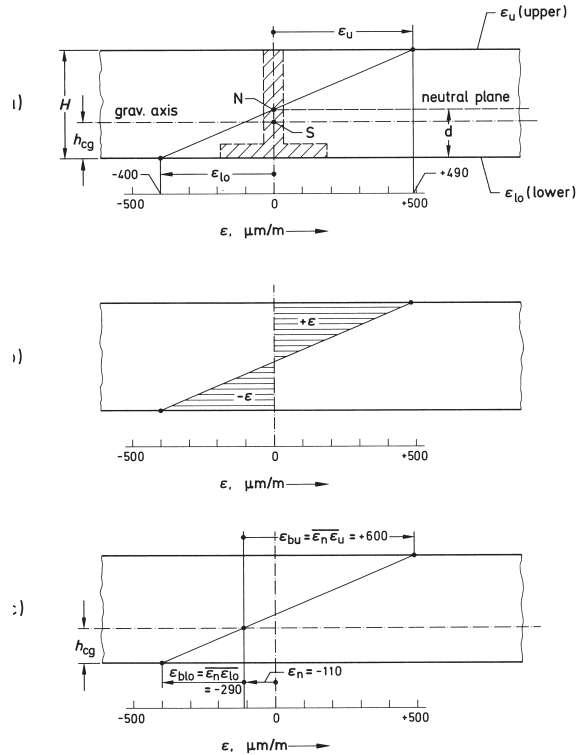 ε_u
ε_u (upper)
H
N
neutral plane
grav. axis
S
d
h_cg
-400
ε_lo
+490
ε_lo (lower)
-500
0
+500
ε, μm/m
+ε
-ε
-500
0
+500
ε, μm/m
ε_bu = ε_n ε_u = +600
c)
h_cg
ε_blo = ε_n ε_lo
= -290
ε_n = -110
-500
0
+500
ε, μm/m